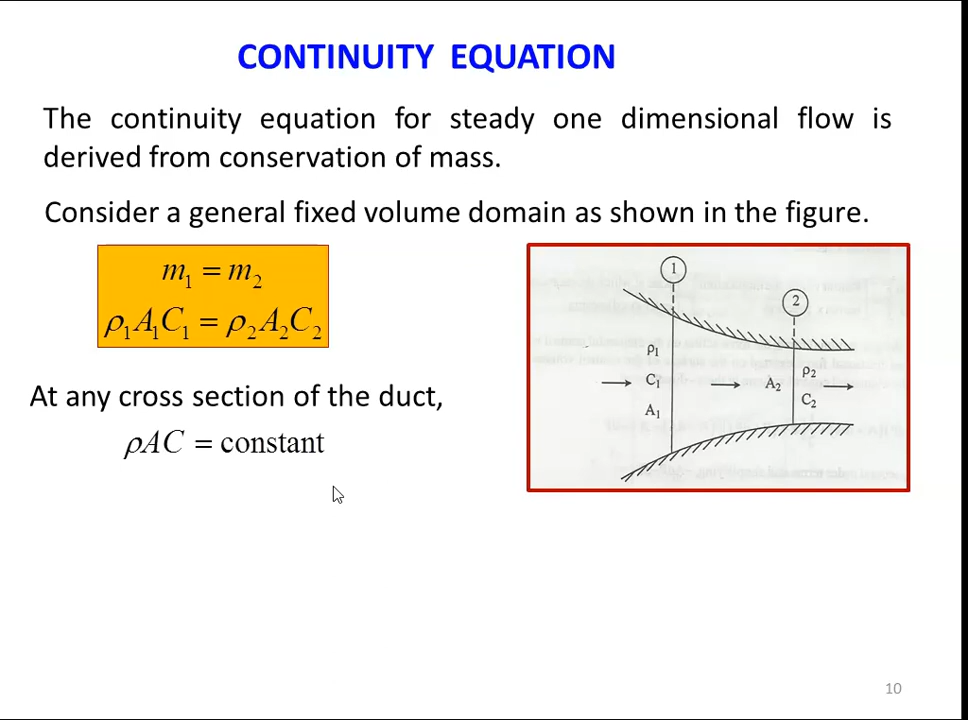 CONTINUITY EQUATION
The continuity equation for steady one dimensional flow is
derived from conservation of mass.
Consider a general fixed volume domain as shown in the figure.
m₁ = m₂
ρ₁A₁C₁ = ρ₂A₂C₂
At any cross section of the duct,
ρAC = constant
1
2
ρ₁
C₁
A₁
A₂
ρ₂
C₂
10